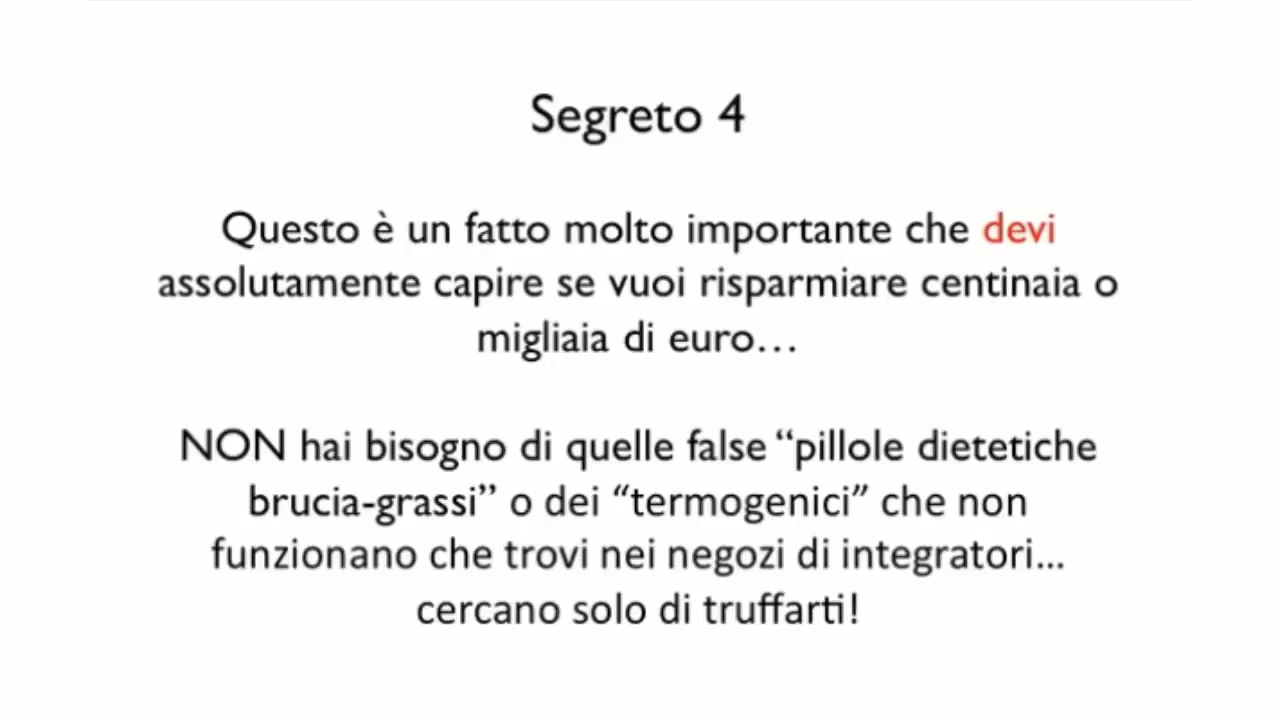 Segreto 4
Questo è un fatto molto importante che devi
assolutamente capire se vuoi risparmiare centinaia o
migliaia di euro…
NON hai bisogno di quelle false “pillole dietetiche
brucia-grassi” o dei “termogenici” che non
funzionano che trovi nei negozi di integratori...
cercano solo di truffarti!